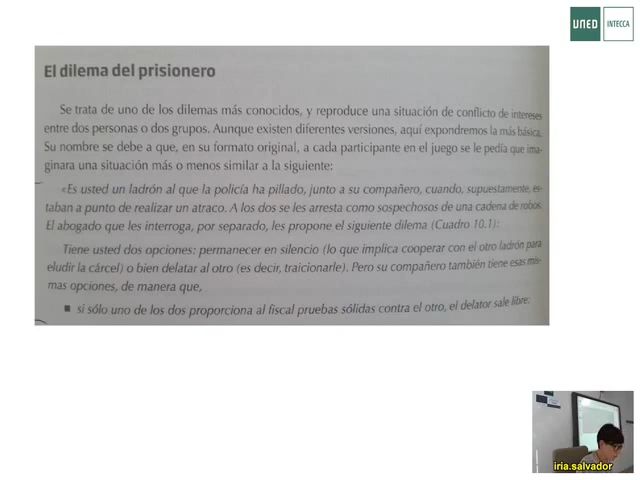 UNED
INTECCA
El dilema del prisionero
Se trata de uno de los dilemas más conocidos, y reproduce una situación de conflicto de intereses
entre dos personas o dos grupos. Aunque existen diferentes versiones, aquí expondremos la más básica.
Su nombre se debe a que, en su formato original, a cada participante en el juego se le pedía que ima-
ginara una situación más o menos similar a la siguiente:
«Es usted un ladrón al que la policía ha pillado, junto a su compañero, cuando, supuestamente, es-
taban a punto de realizar un atraco. A los dos se les arresta como sospechosos de una cadena de robos.
El abogado que les interroga, por separado, les propone el siguiente dilema (Cuadro 10.1):
Tiene usted dos opciones: permanecer en silencio (lo que implica cooperar con el otro ladrón para
eludir la cárcel) o bien delatar al otro (es decir, traicionarle). Pero su compañero también tiene esas mis-
mas opciones, de manera que,
■ si sólo uno de los dos proporciona al fiscal pruebas sólidas contra el otro, el delator sale libre:
iria.salvador